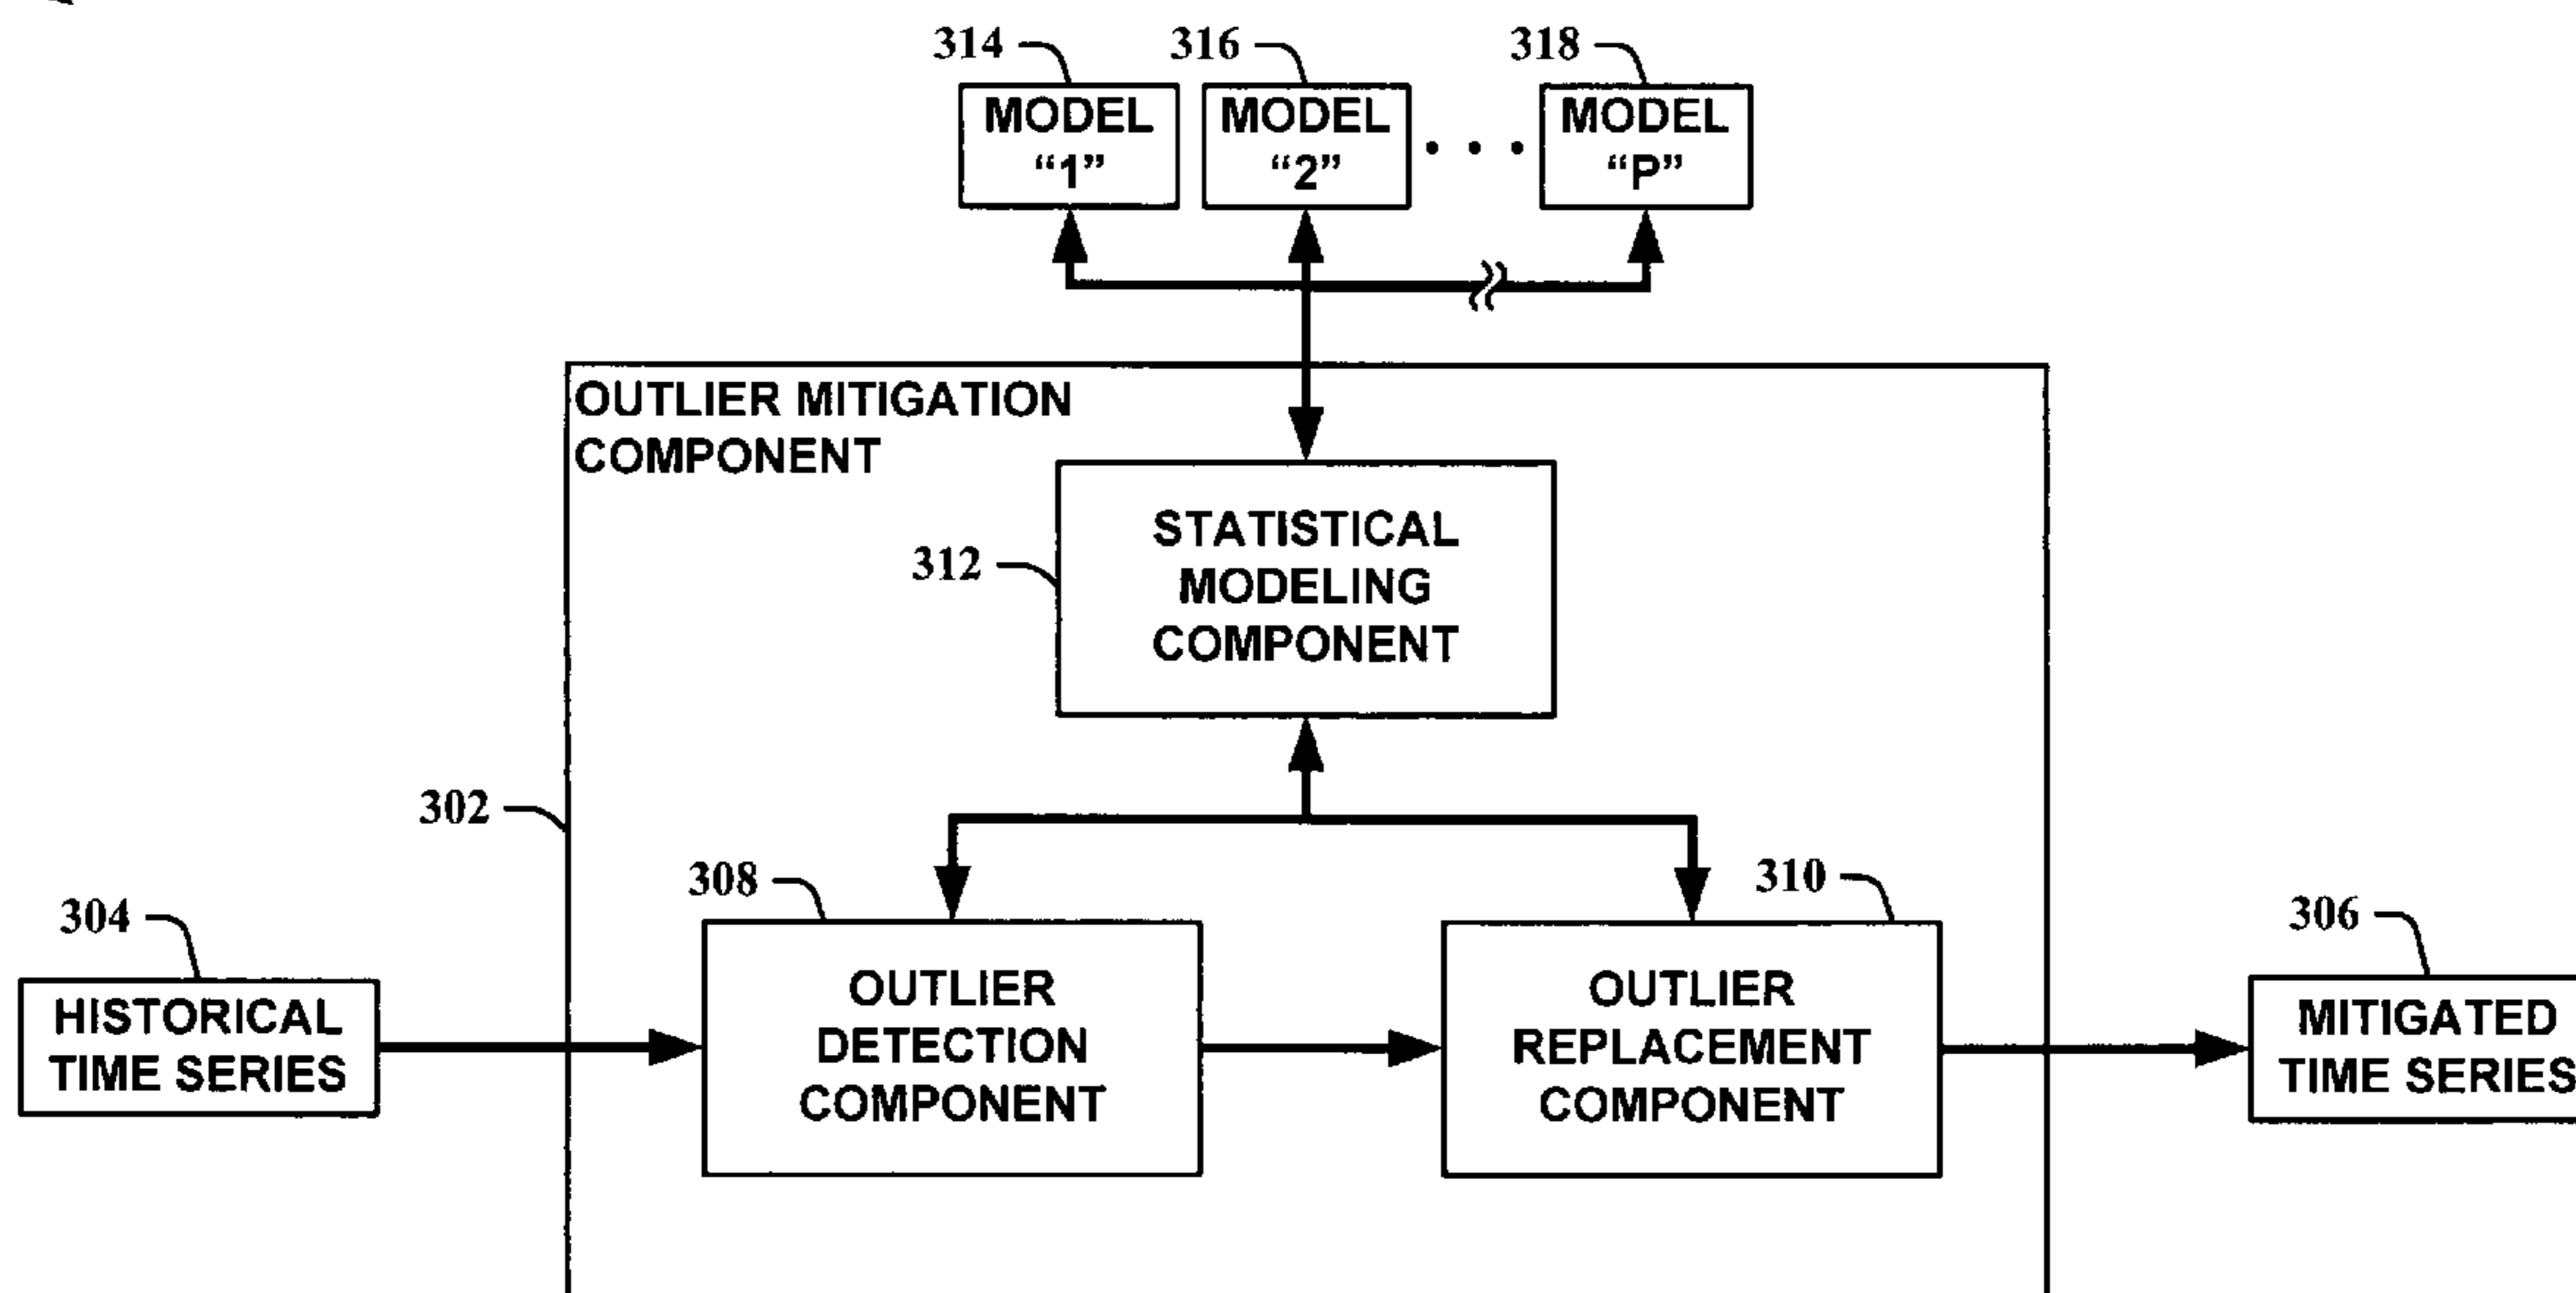 314
316
318
MODEL
“1”
MODEL
“2”
. . .
MODEL
“P”
OUTLIER MITIGATION
COMPONENT
312
STATISTICAL
MODELING
COMPONENT
302
308
310
304
306
HISTORICAL
TIME SERIES
OUTLIER
DETECTION
COMPONENT
OUTLIER
REPLACEMENT
COMPONENT
MITIGATED
TIME SERIES